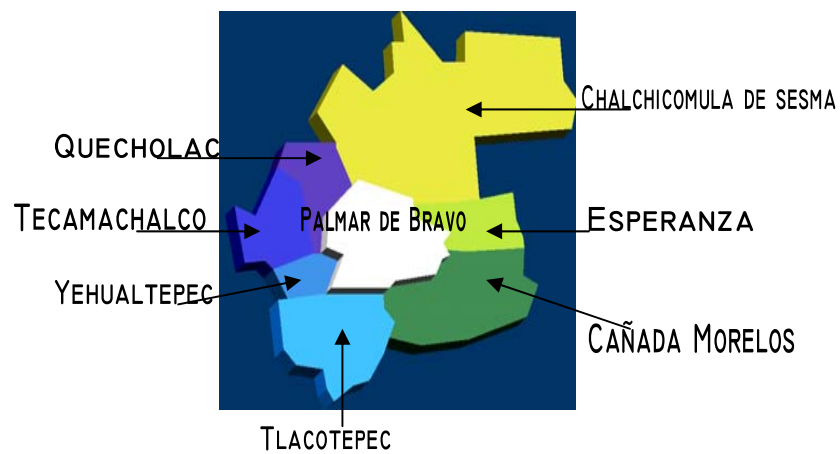 CHALCHICOMULA DE SESMA
QUECHOLAC
TECAMACHALCO
PALMAR DE BRAVO
ESPERANZA
YEHUALTEPEC
CAÑADA MORELOS
TLACOTEPEC